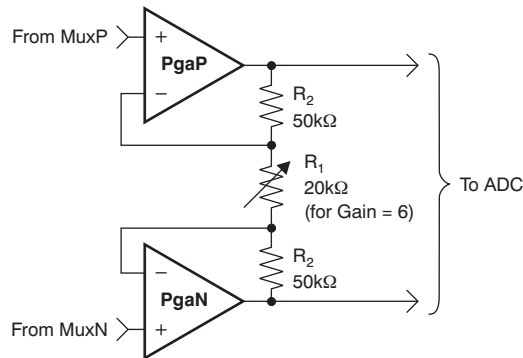 From MuxP
+
PgaP
−
R2
50kΩ
R1
20kΩ
(for Gain = 6)
To ADC
R2
50kΩ
−
PgaN
From MuxN
+